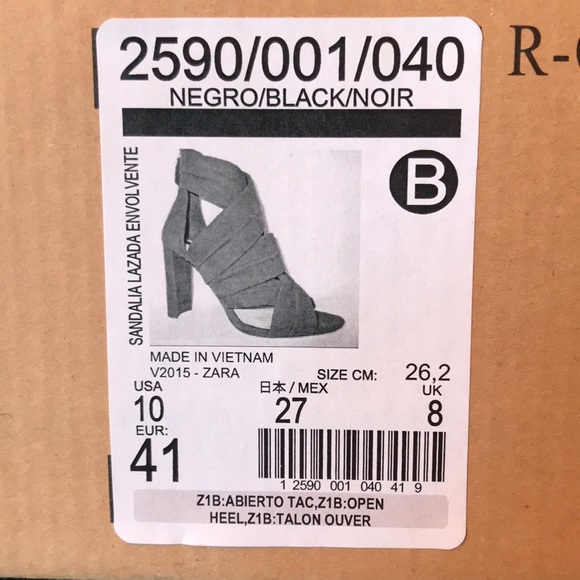 2590/001/040
R-
NEGRO/BLACK/NOIR
B
SANDALIA LAZADA ENVOLVENTE
MADE IN VIETNAM
V2015 - ZARA
SIZE CM: 26,2
USA 日本/MEX UK
10 27 8
EUR:
41
1 2590 001 040 41 9
Z1B:ABIERTO TAC,Z1B:OPEN
HEEL,Z1B:TALON OUVER